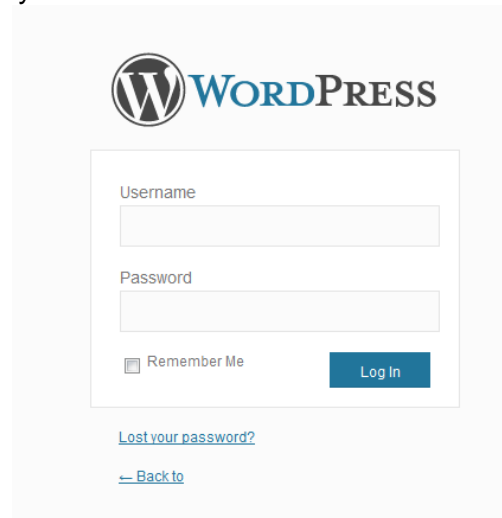 WORDPRESS
Username
Password
Remember Me
Log In
Lost your password?
← Back to